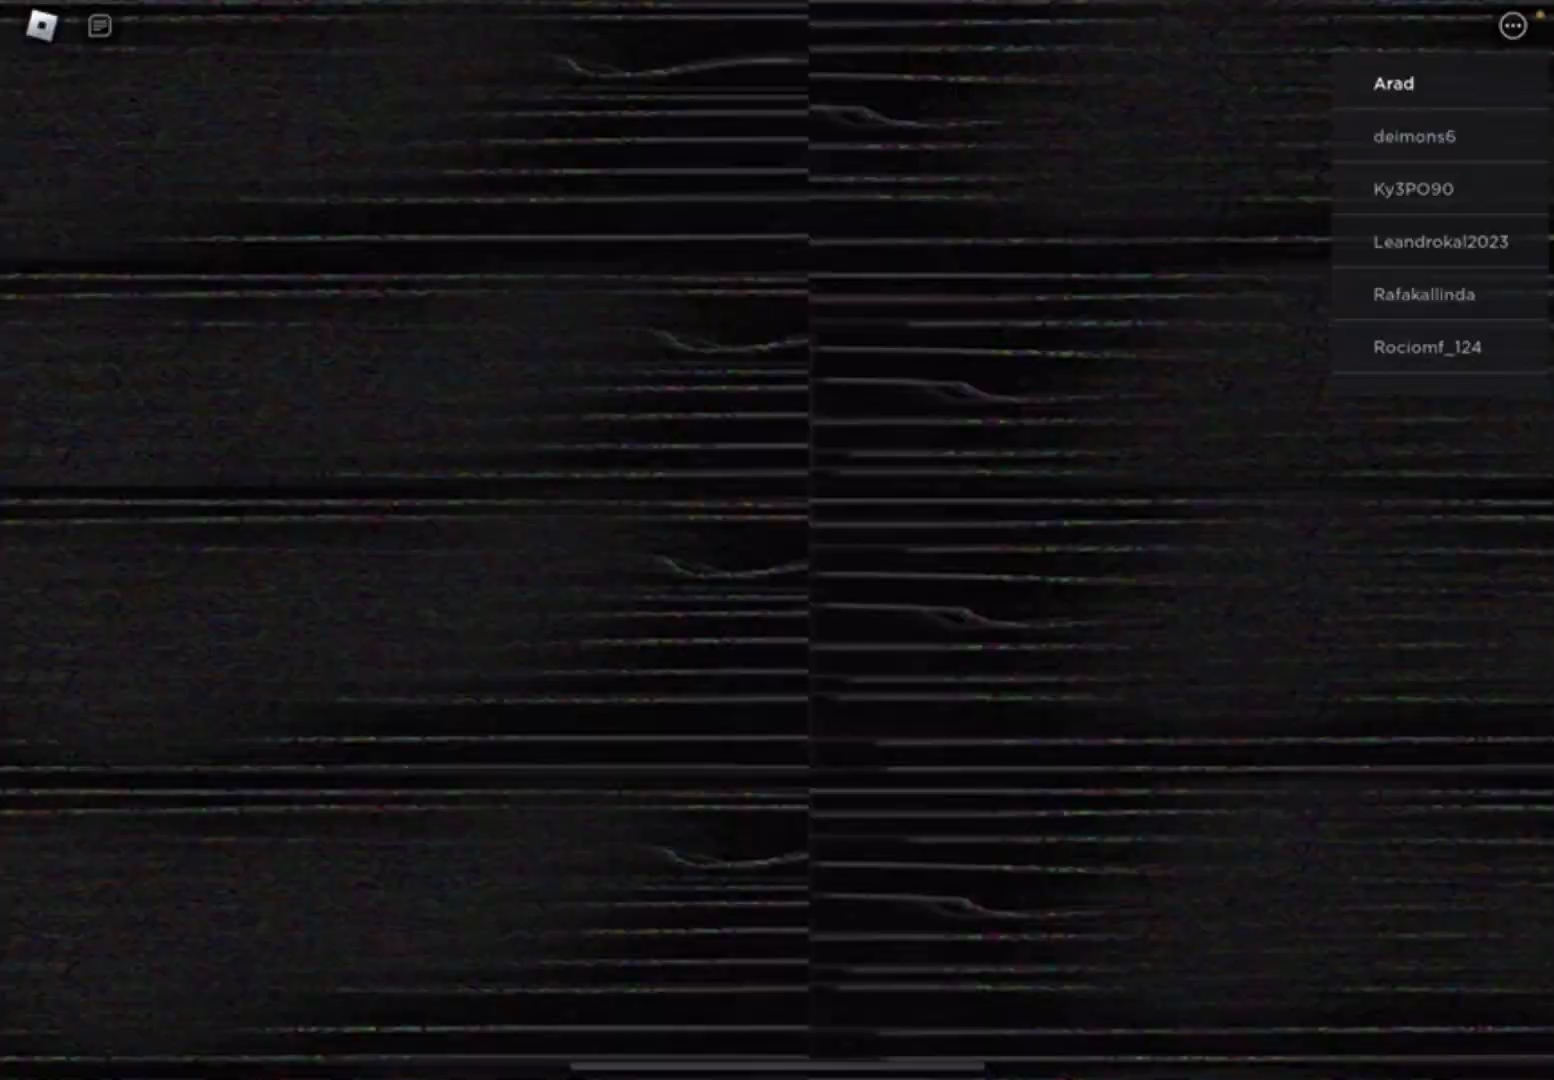 Arad
deimons6
Ky3PO90
Leandrokal2023
Rafakallinda
Rociomf_124